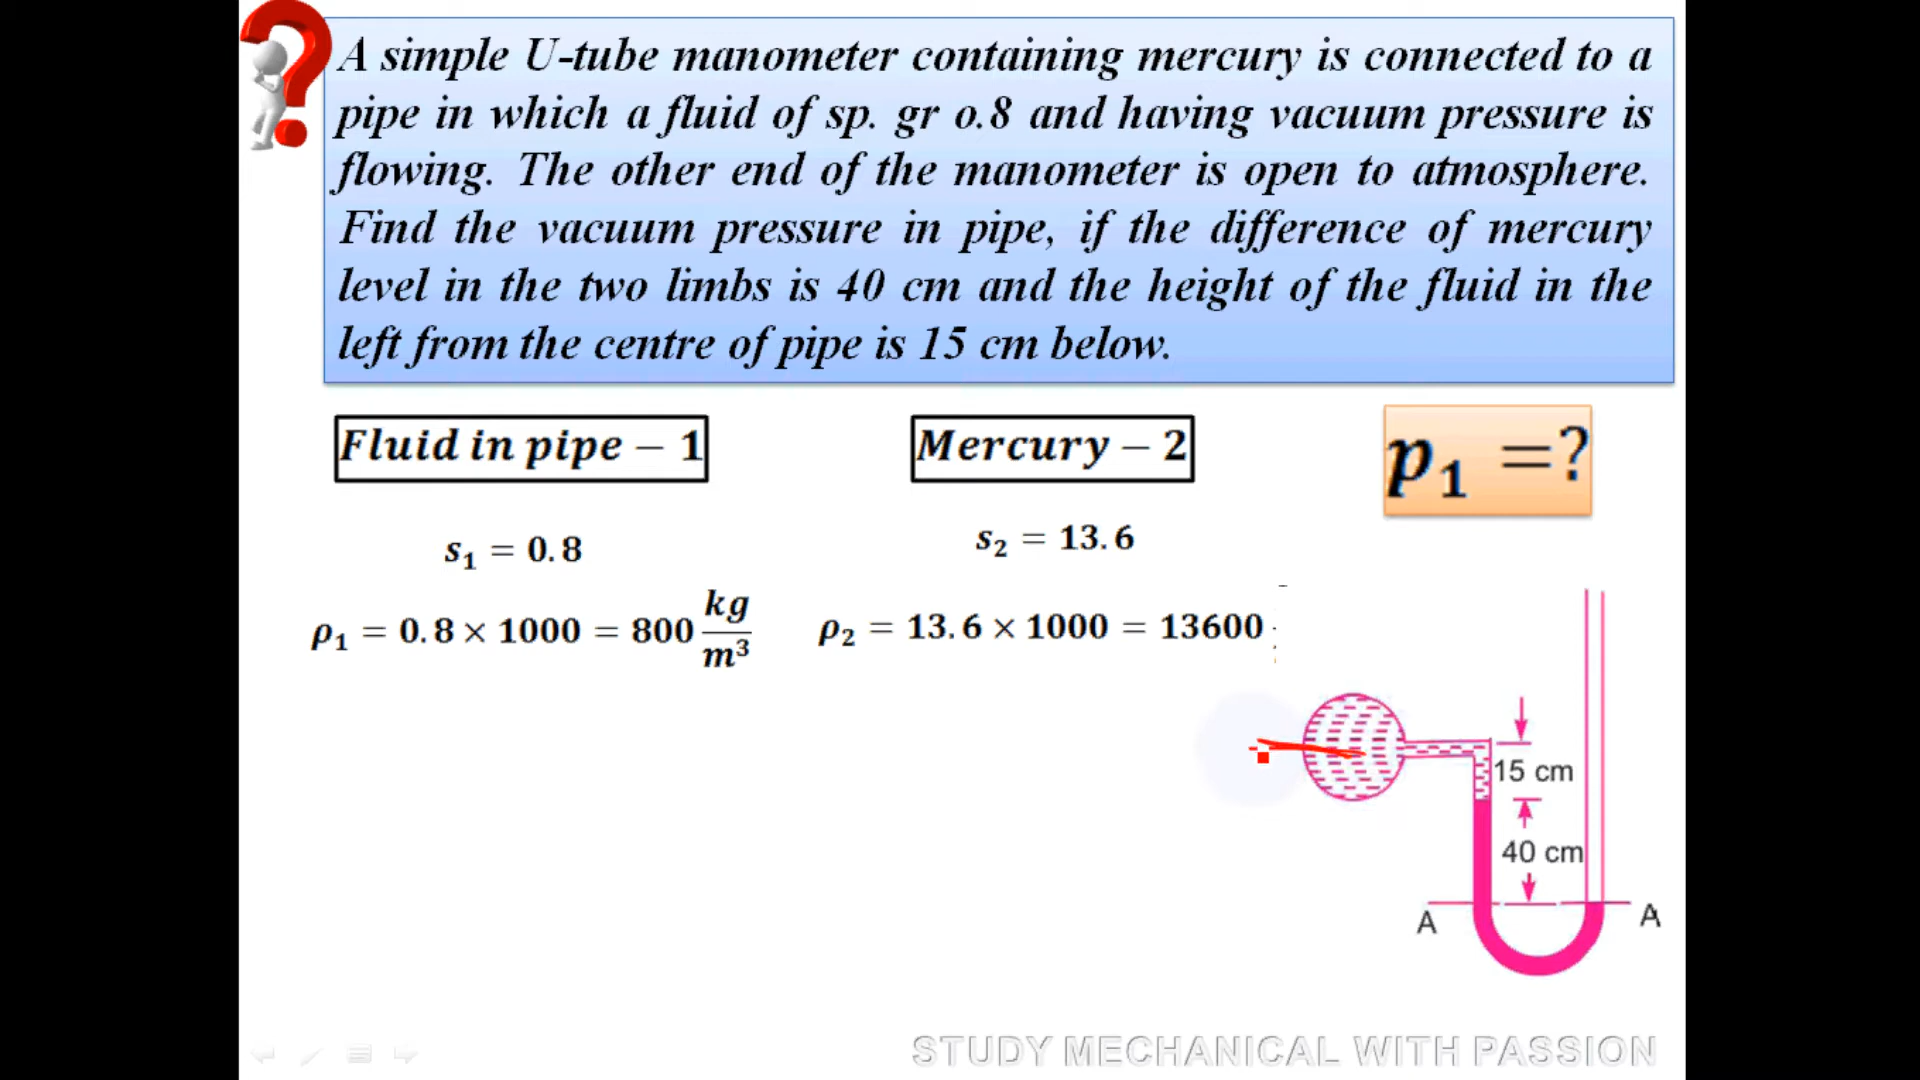 A simple U-tube manometer containing mercury is connected to a
pipe in which a fluid of sp. gr o.8 and having vacuum pressure is
flowing. The other end of the manometer is open to atmosphere.
Find the vacuum pressure in pipe, if the difference of mercury
level in the two limbs is 40 cm and the height of the fluid in the
left from the centre of pipe is 15 cm below.
Fluid in pipe − 1
Mercury − 2
p₁ =?
s₁ = 0.8
s₂ = 13.6
ρ₁ = 0.8 × 1000 = 800 kg/m³
ρ₂ = 13.6 × 1000 = 13600
15 cm
40 cm
A
A
STUDY MECHANICAL WITH PASSION